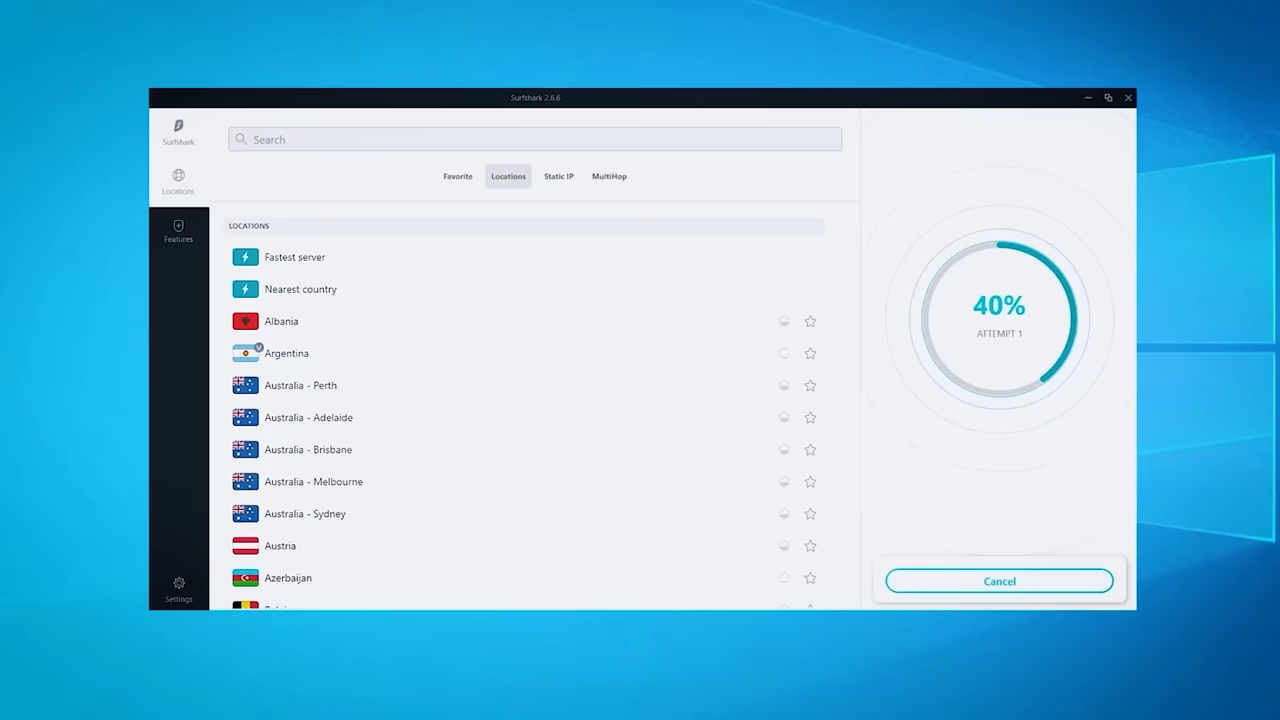 Surfshark 2.6.6
Surfshark
Locations
Features
Settings
Search
Favorite Locations Static IP MultiHop
LOCATIONS
Fastest server
Nearest country
Albania
Argentina
Australia - Perth
Australia - Adelaide
Australia - Brisbane
Australia - Melbourne
Australia - Sydney
Austria
Azerbaijan
40%
ATTEMPT 1
Cancel